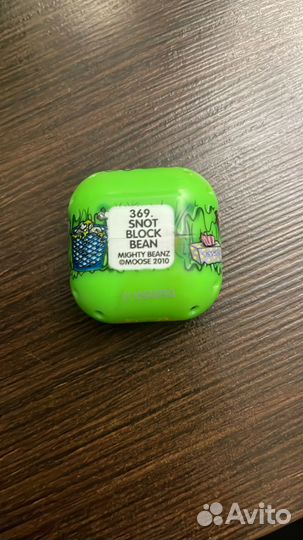 369.
SNOT
BLOCK
BEAN
MIGHTY BEANZ
©MOOSE 2010
Avito